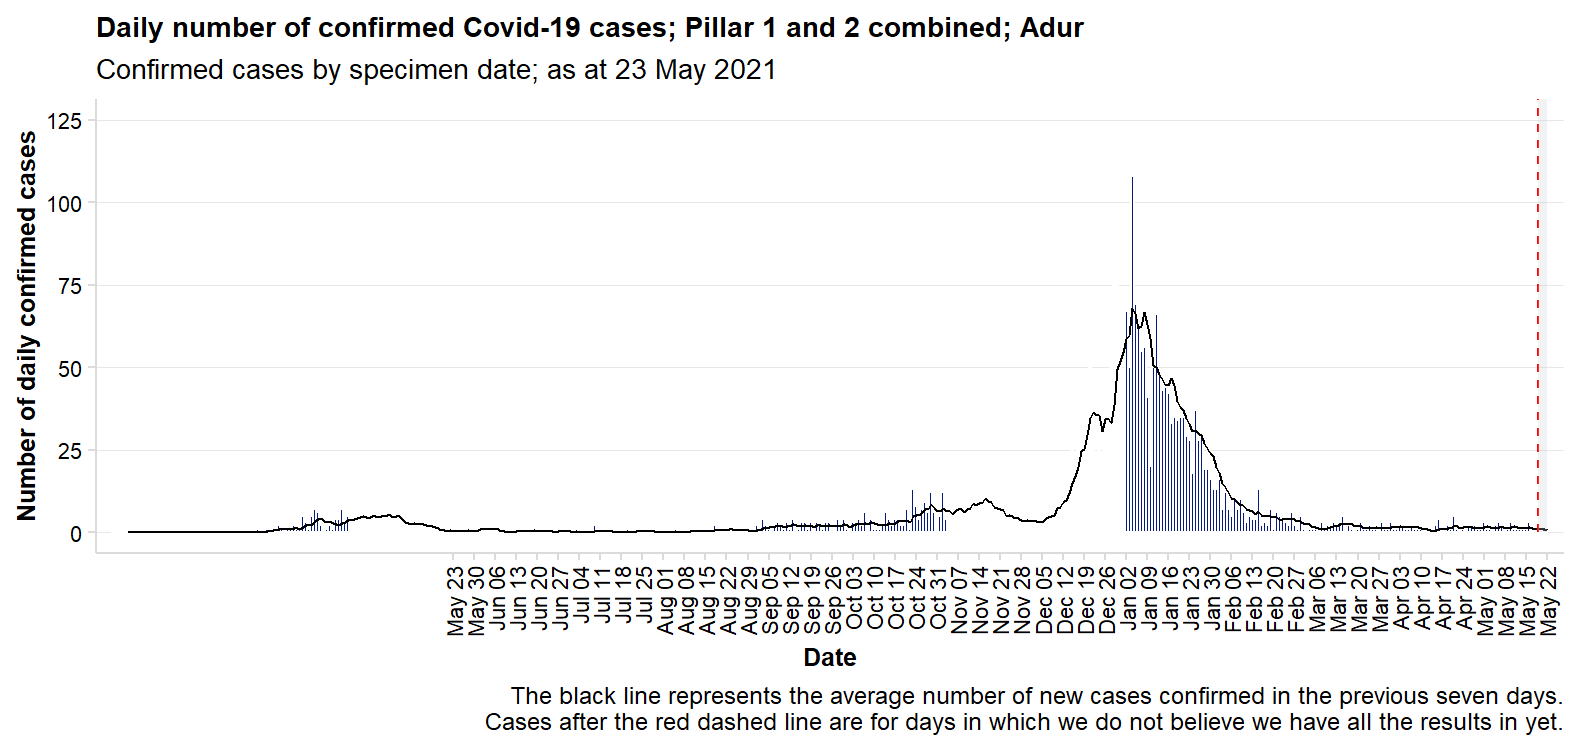 Daily number of confirmed Covid-19 cases; Pillar 1 and 2 combined; Adur
Confirmed cases by specimen date; as at 23 May 2021
Number of daily confirmed cases
125
100
75
50
25
0
May 23
May 30
Jun 06
Jun 13
Jun 20
Jun 27
Jul 04
Jul 11
Jul 18
Jul 25
Aug 01
Aug 08
Aug 15
Aug 22
Aug 29
Sep 05
Sep 12
Sep 19
Sep 26
Oct 03
Oct 10
Oct 17
Oct 24
Oct 31
Nov 07
Nov 14
Nov 21
Nov 28
Dec 05
Dec 12
Dec 19
Dec 26
Jan 02
Jan 09
Jan 16
Jan 23
Jan 30
Feb 06
Feb 13
Feb 20
Feb 27
Mar 06
Mar 13
Mar 20
Mar 27
Apr 03
Apr 10
Apr 17
Apr 24
May 01
May 08
May 15
May 22
Date
The black line represents the average number of new cases confirmed in the previous seven days.
Cases after the red dashed line are for days in which we do not believe we have all the results in yet.